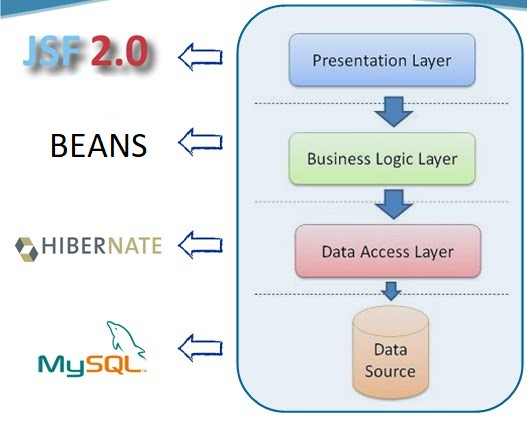 JSF 2.0
Presentation Layer
BEANS
Business Logic Layer
HIBERNATE
Data Access Layer
MySQL
Data
Source